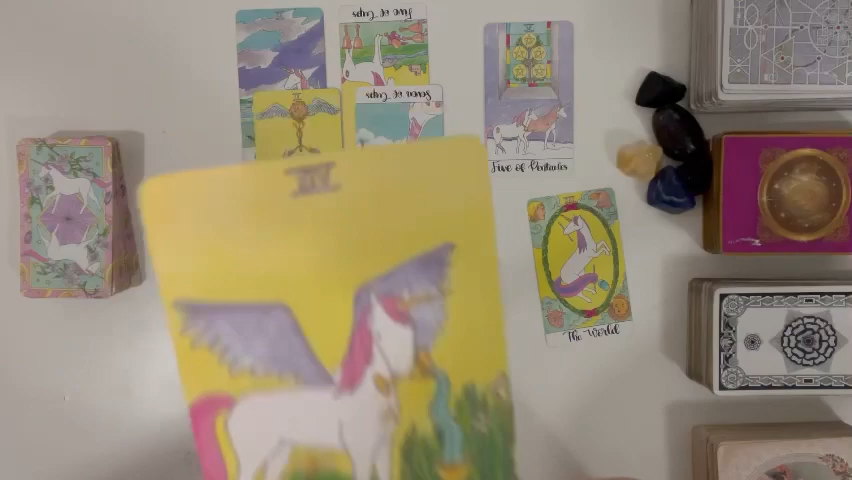 Five of Cups
Seven of Cups
Five of Pentacles
The World